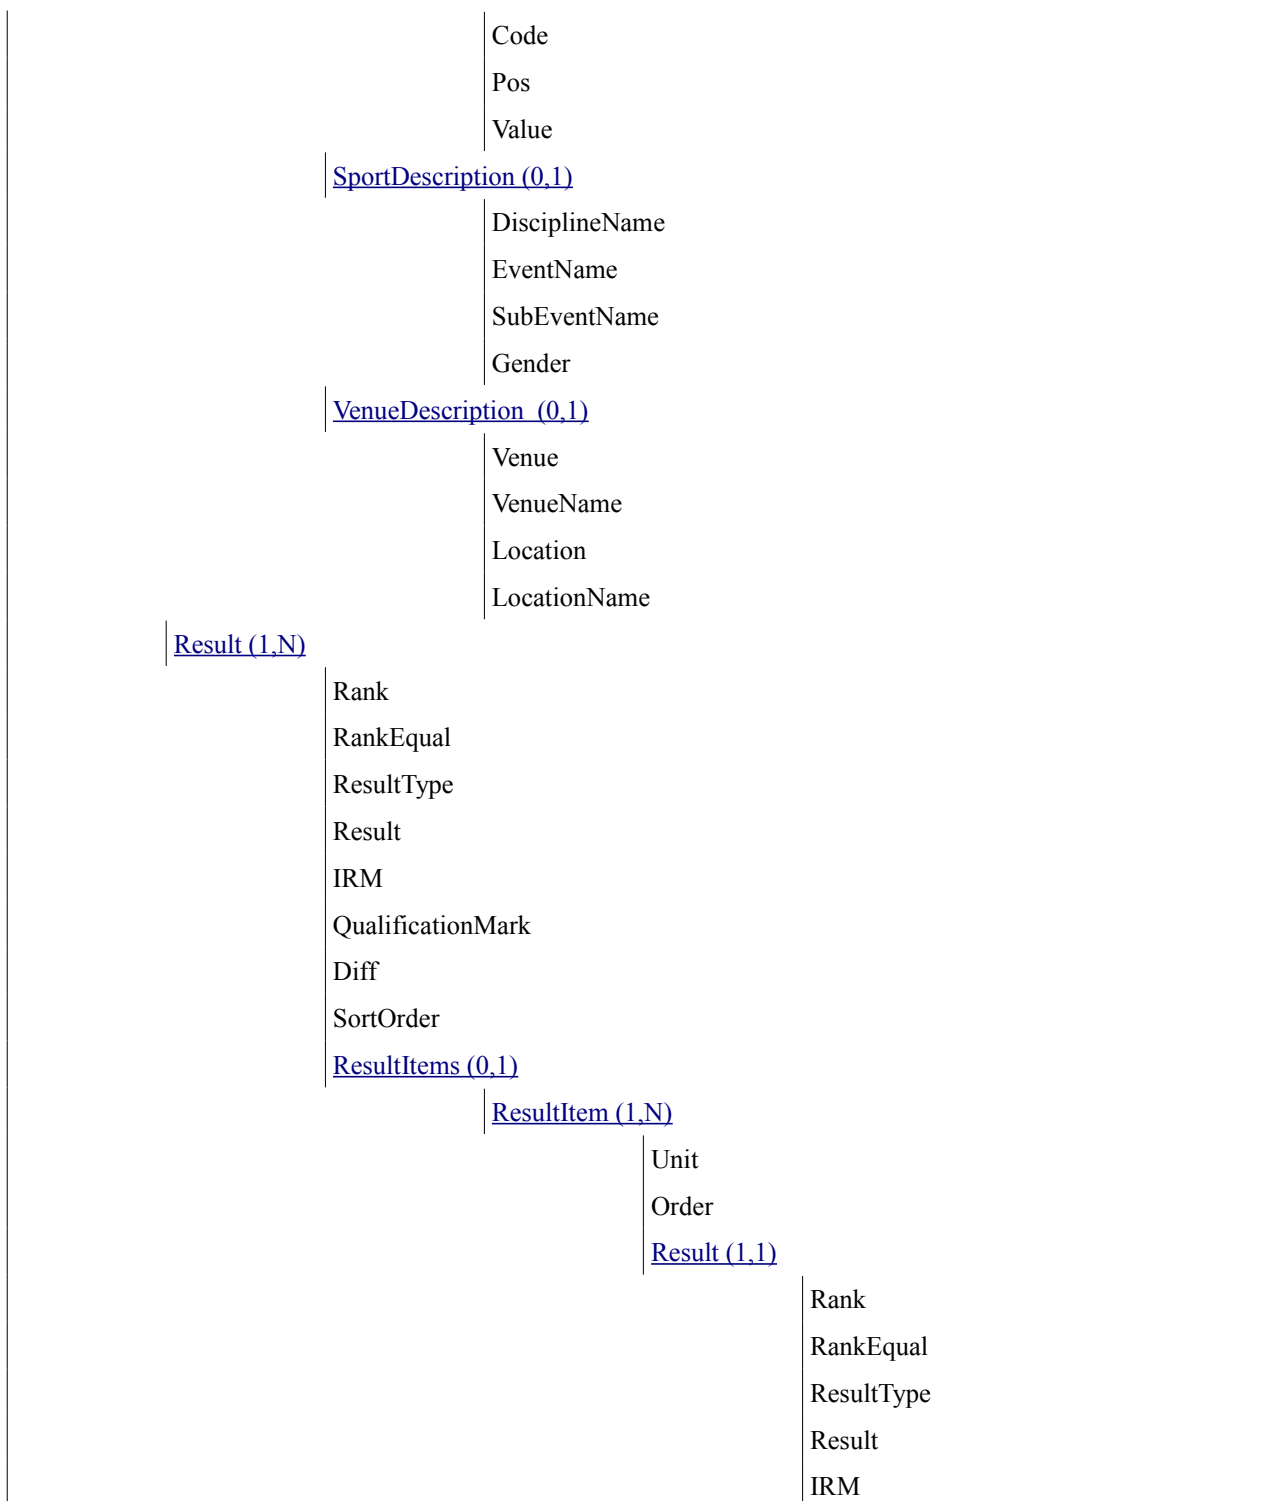 Code
Pos
Value
SportDescription (0,1)
DisciplineName
EventName
SubEventName
Gender
VenueDescription  (0,1)
Venue
VenueName
Location
LocationName
Result (1,N)
Rank
RankEqual
ResultType
Result
IRM
QualificationMark
Diff
SortOrder
ResultItems (0,1)
ResultItem (1,N)
Unit
Order
Result (1,1)
Rank
RankEqual
ResultType
Result
IRM